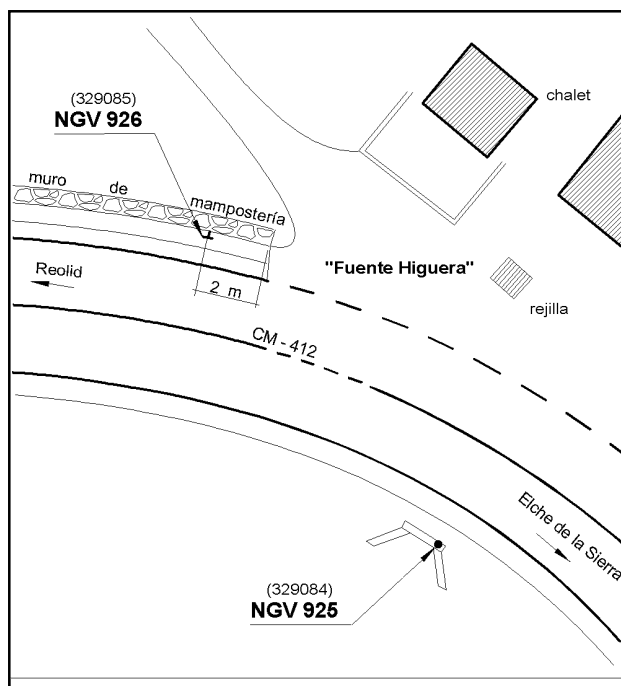 (329085)
NGV 926
chalet
muro de mampostería
"Fuente Higuera"
Reolid
2 m
rejilla
CM - 412
Elche de la Sierra
(329084)
NGV 925